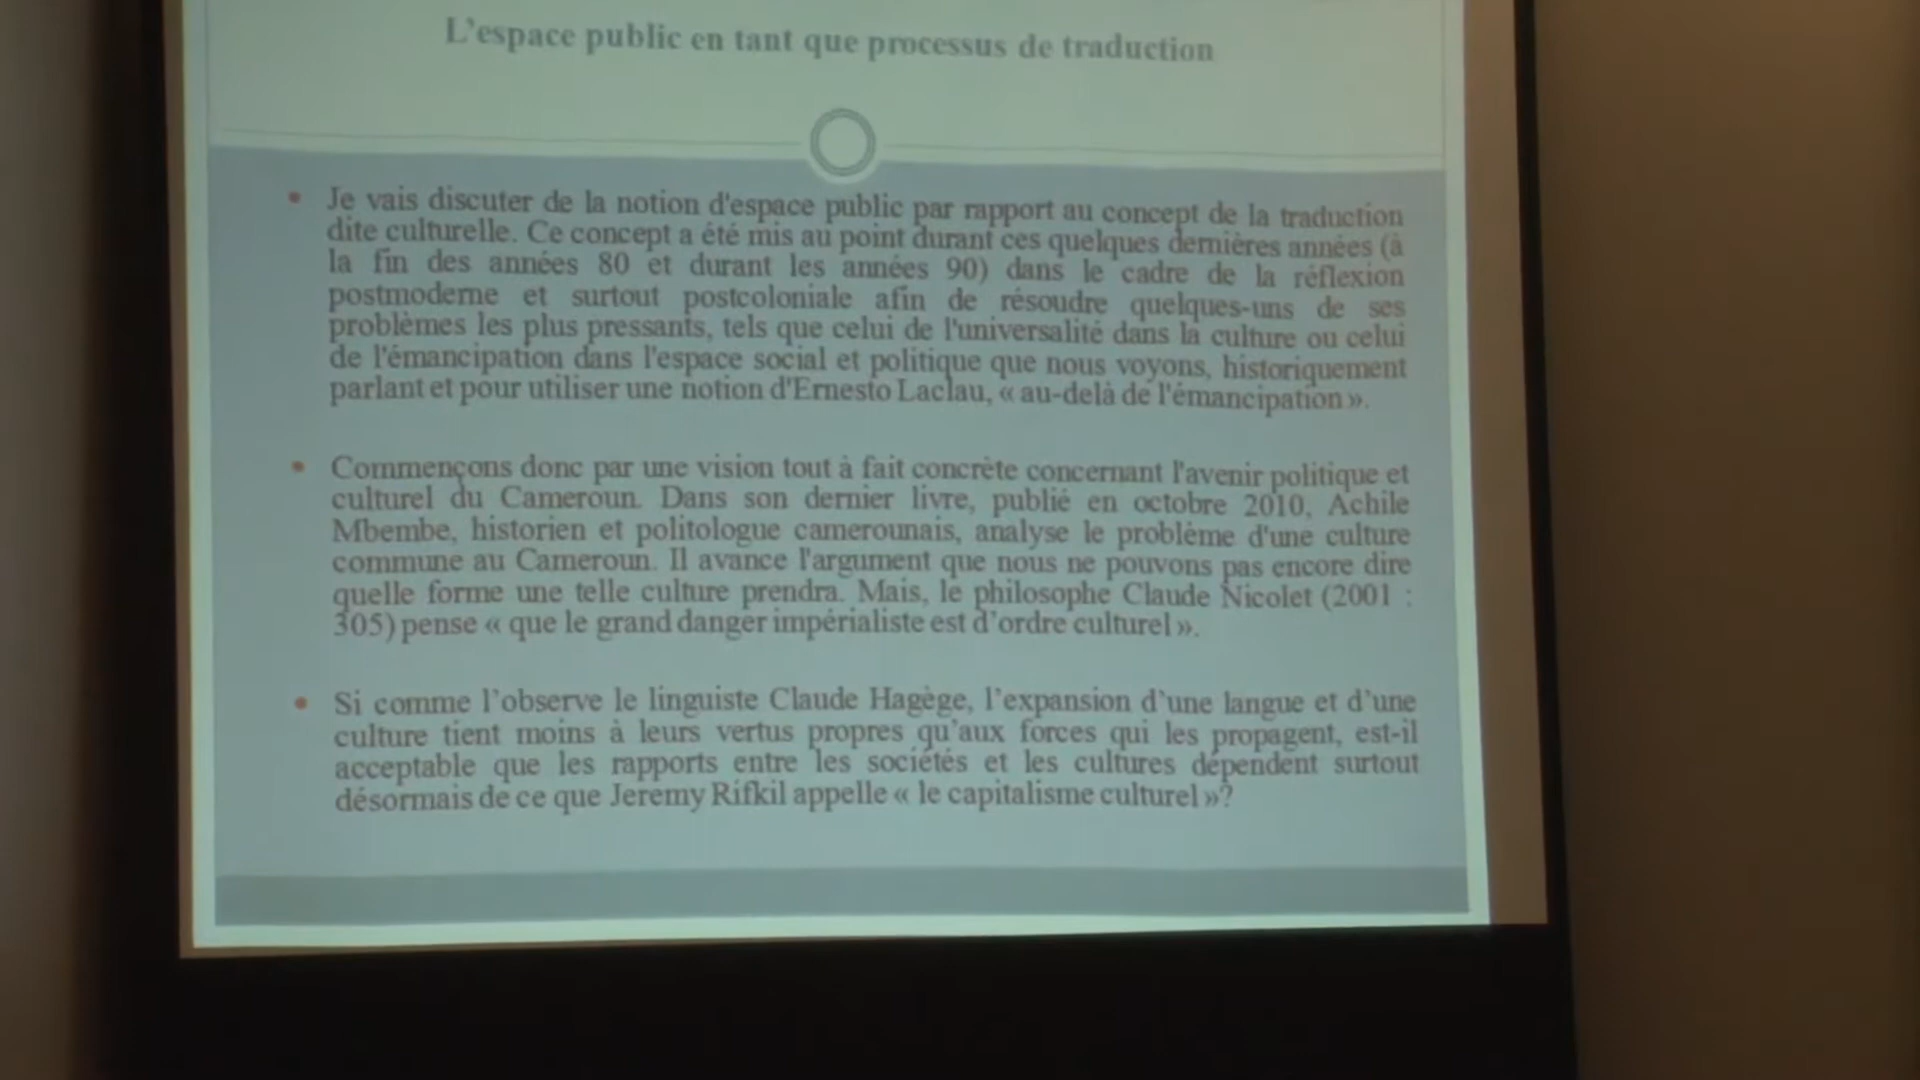 L'espace public en tant que processus de traduction
• Je vais discuter de la notion d'espace public par rapport au concept de la traduction
dite culturelle. Ce concept a été mis au point durant ces quelques dernières années (à
la fin des années 80 et durant les années 90) dans le cadre de la réflexion
postmoderne et surtout postcoloniale afin de résoudre quelques-uns de ses
problèmes les plus pressants, tels que celui de l'universalité dans la culture ou celui
de l'émancipation dans l'espace social et politique que nous voyons, historiquement
parlant et pour utiliser une notion d'Ernesto Laclau, « au-delà de l'émancipation ».
• Commençons donc par une vision tout à fait concrète concernant l'avenir politique et
culturel du Cameroun. Dans son dernier livre, publié en octobre 2010, Achile
Mbembe, historien et politologue camerounais, analyse le problème d'une culture
commune au Cameroun. Il avance l'argument que nous ne pouvons pas encore dire
quelle forme une telle culture prendra. Mais, le philosophe Claude Nicolet (2001 :
305) pense « que le grand danger impérialiste est d’ordre culturel ».
• Si comme l’observe le linguiste Claude Hagège, l’expansion d’une langue et d’une
culture tient moins à leurs vertus propres qu’aux forces qui les propagent, est-il
acceptable que les rapports entre les sociétés et les cultures dépendent surtout
désormais de ce que Jeremy Rifkil appelle « le capitalisme culturel »?